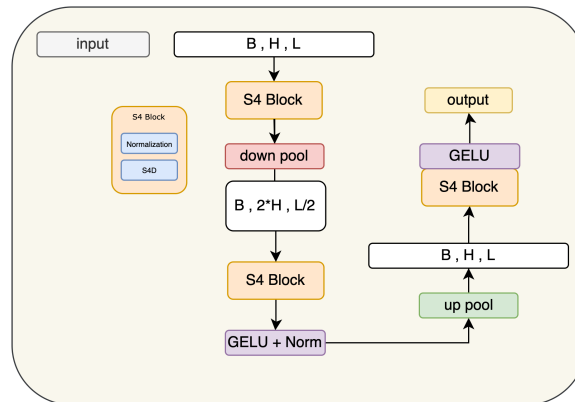 input
B , H , L
S4 Block
down pool
B , 2*H , L/2
S4 Block
GELU + Norm
S4 Block
Normalization
S4D
output
GELU
S4 Block
B , H , L
up pool